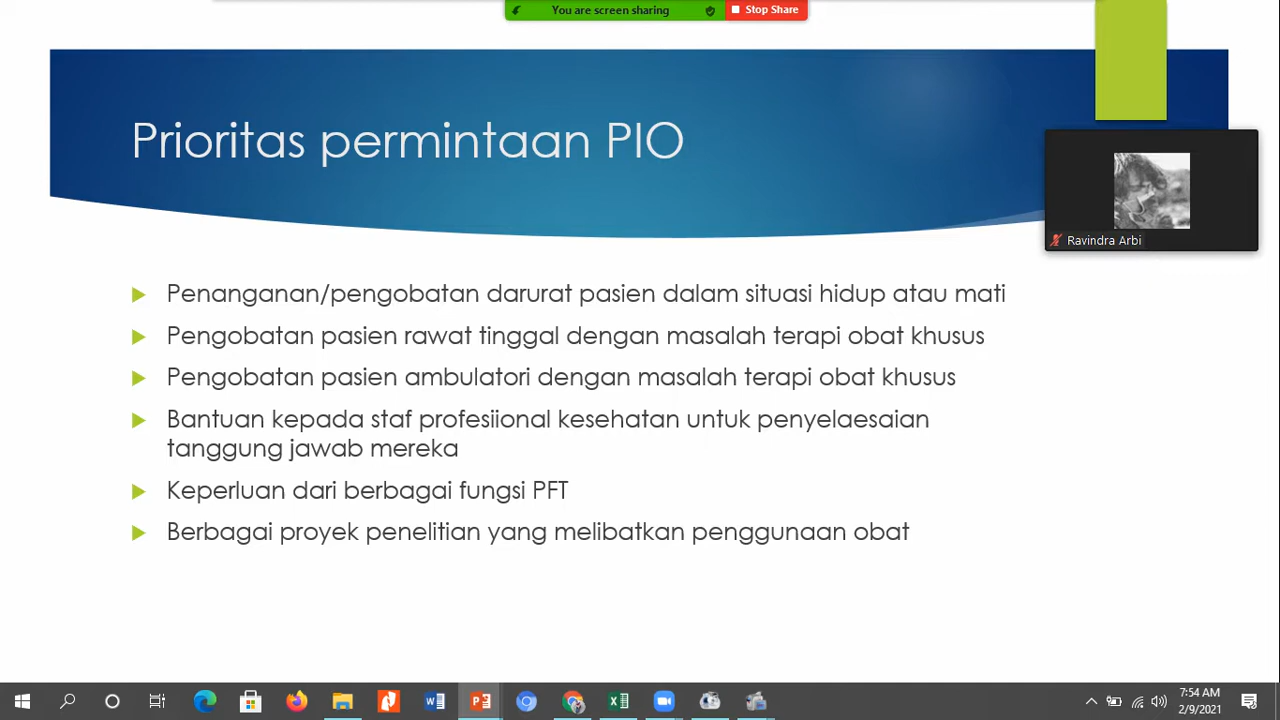 You are screen sharing
Stop Share
Prioritas permintaan PIO
Ravindra Arbi
Penanganan/pengobatan darurat pasien dalam situasi hidup atau mati
Pengobatan pasien rawat tinggal dengan masalah terapi obat khusus
Pengobatan pasien ambulatori dengan masalah terapi obat khusus
Bantuan kepada staf profesiional kesehatan untuk penyelaesaian
tanggung jawab mereka
Keperluan dari berbagai fungsi PFT
Berbagai proyek penelitian yang melibatkan penggunaan obat
7:54 AM
2/9/2021